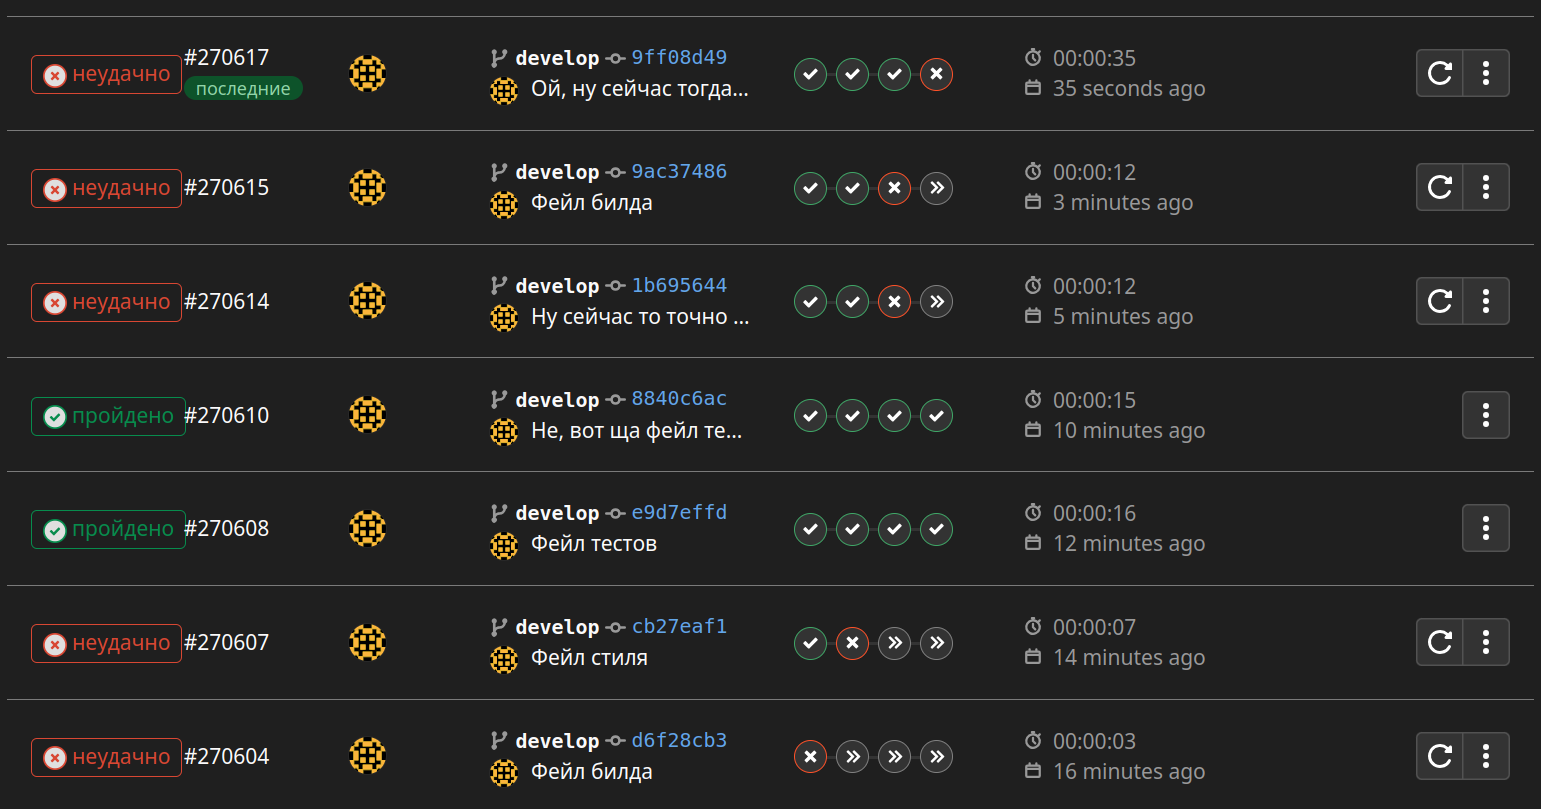 неудачно #270617
последние
develop 9ff08d49
Ой, ну сейчас тогда...
00:00:35
35 seconds ago
неудачно #270615
develop 9ac37486
Фейл билда
00:00:12
3 minutes ago
неудачно #270614
develop 1b695644
Ну сейчас то точно ...
00:00:12
5 minutes ago
пройдено #270610
develop 8840c6ac
Не, вот ща фейл те...
00:00:15
10 minutes ago
пройдено #270608
develop e9d7effd
Фейл тестов
00:00:16
12 minutes ago
неудачно #270607
develop cb27eaf1
Фейл стиля
00:00:07
14 minutes ago
неудачно #270604
develop d6f28cb3
Фейл билда
00:00:03
16 minutes ago